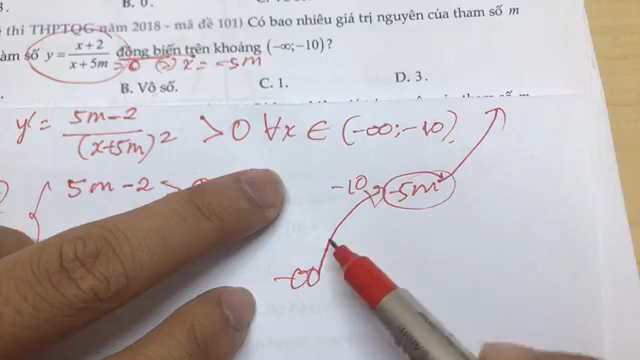 B. 0.
thi THPTQG năm 2018 - mã đề 101) Có bao nhiêu giá trị nguyên của tham số m
àm số y = x+2 / x+5m đồng biến trên khoảng (-∞;-10)?
≠0 ⇔ x = -5m
B. Vô số. C. 1. D. 3.
y' = 5m-2 / (x+5m)² > 0 ∀x ∈ (-∞;-10)
5m-2 >
-10 -5m
-∞